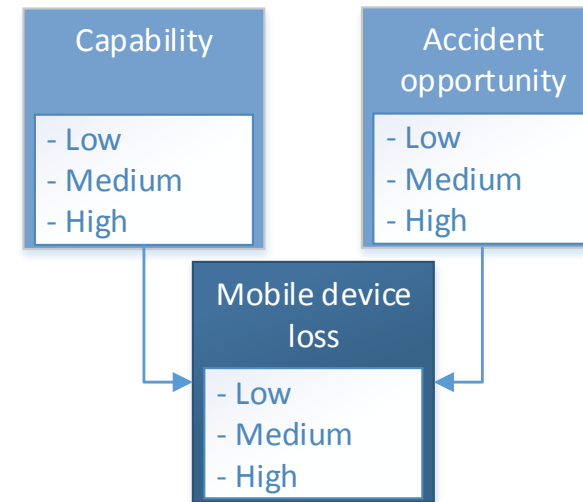 Capability
- Low
- Medium
- High
Accident
opportunity
- Low
- Medium
- High
Mobile device
loss
- Low
- Medium
- High